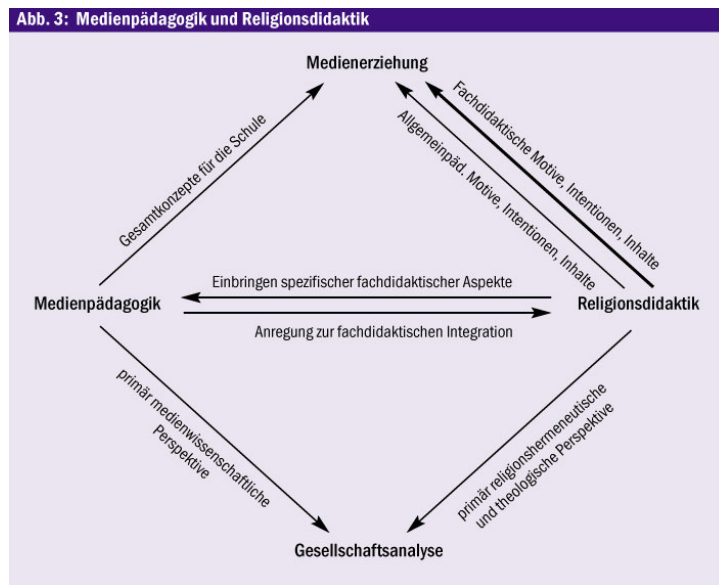 Abb. 3: Medienpädagogik und Religionsdidaktik
Medienerziehung
Gesamtkonzepte für die Schule
Fachdidaktische Motive, Intentionen, Inhalte
Allgemeinpäd. Motive, Intentionen, Inhalte
Einbringen spezifischer fachdidaktischer Aspekte
Medienpädagogik
Religionsdidaktik
Anregung zur fachdidaktischen Integration
primär medienwissenschaftliche
Perspektive
primär religionshermeneutische
und theologische Perspektive
Gesellschaftsanalyse